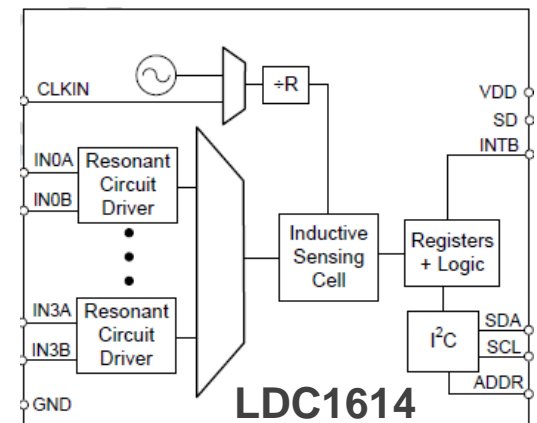 CLKIN
÷R
VDD
SD
INTB
IN0A
IN0B
Resonant
Circuit
Driver
Inductive
Sensing
Cell
Registers
+ Logic
IN3A
IN3B
Resonant
Circuit
Driver
I²C
SDA
SCL
ADDR
GND
LDC1614